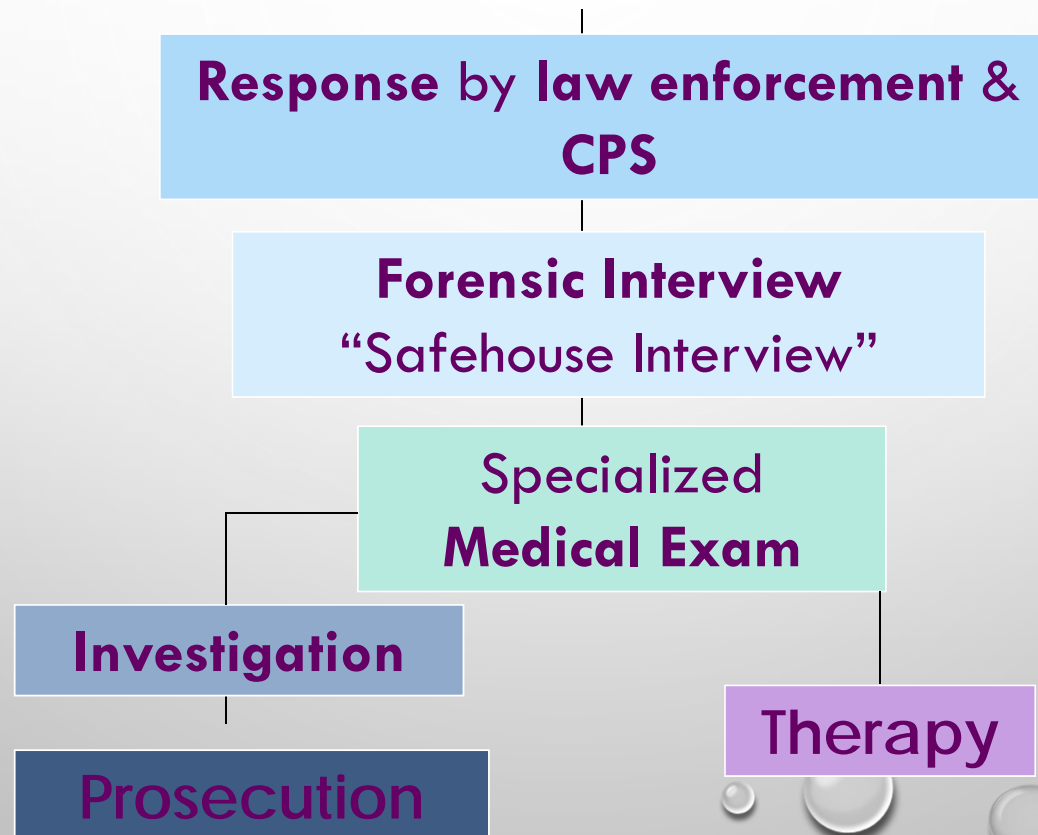 Response by law enforcement &
CPS
Forensic Interview
“Safehouse Interview”
Specialized
Medical Exam
Investigation
Therapy
Prosecution